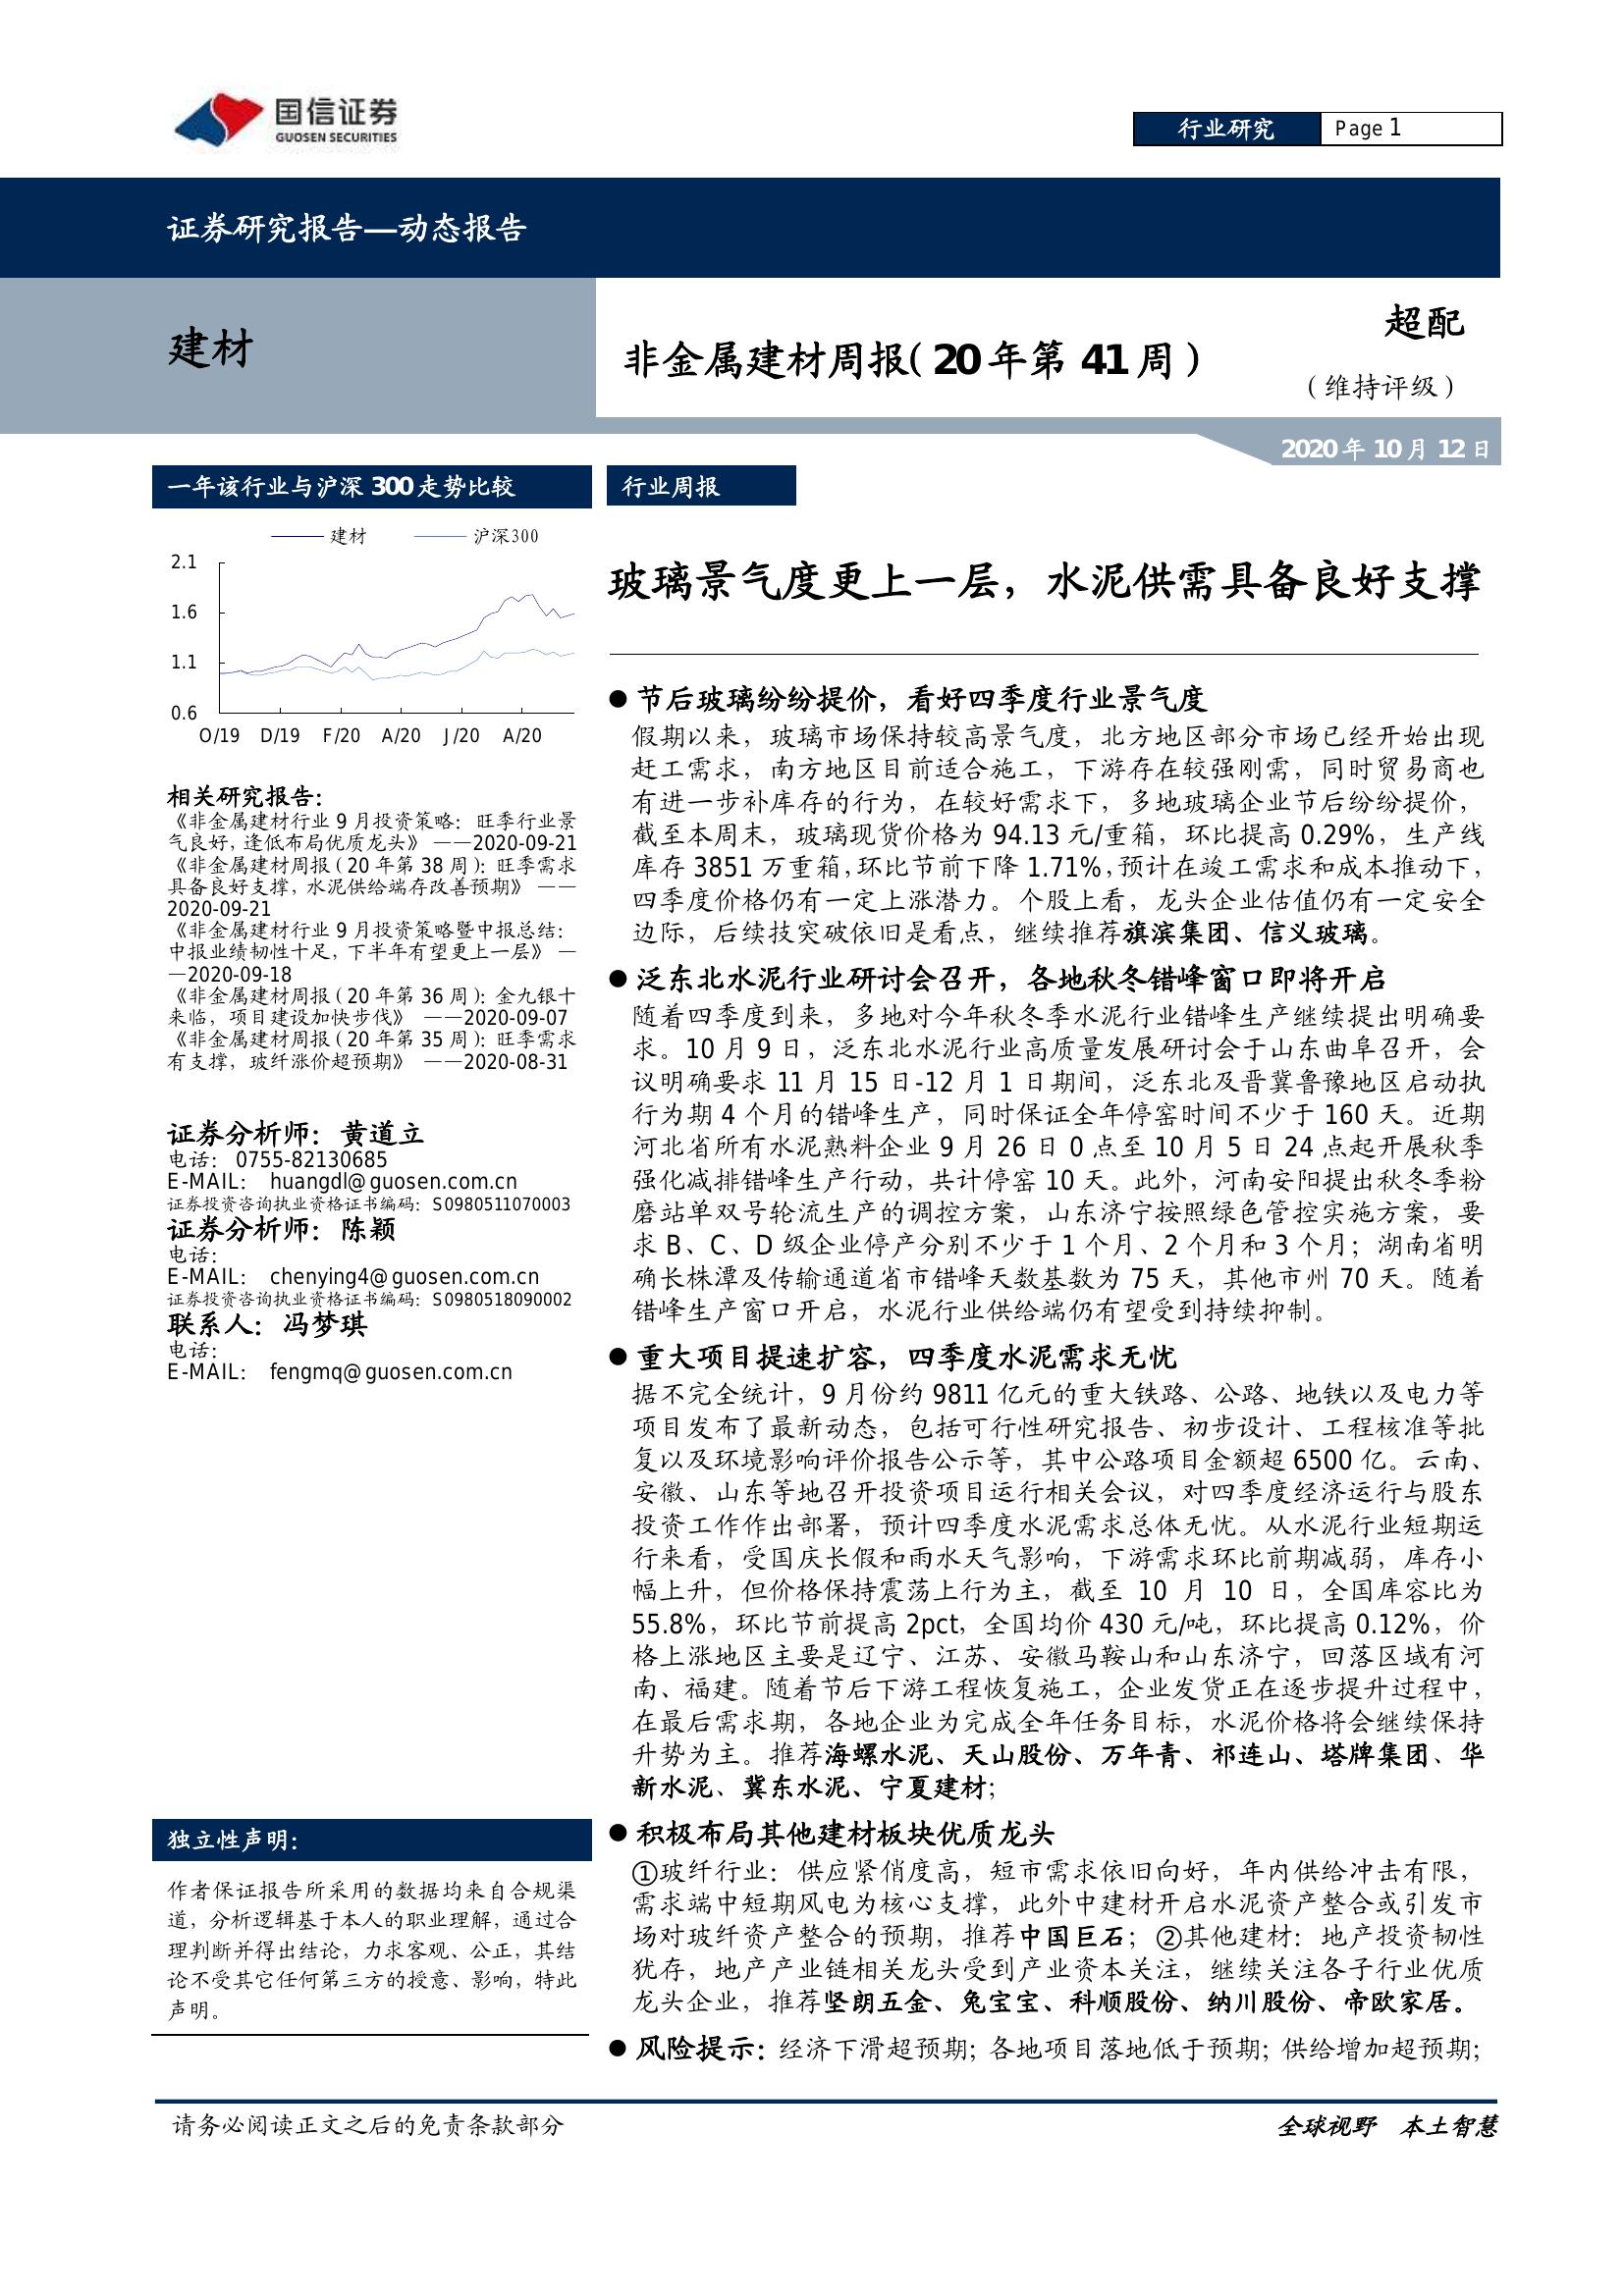 国信证券
GUOSEN SECURITIES
行业研究
Page 1
证券研究报告—动态报告
建材
非金属建材周报(20年第 41周)
超配
(维持评级)
2020年 10月 12日
一年该行业与沪深 300走势比较
建材
沪深300
2.1
1.6
1.1
0.6
O/19 D/19 F/20 A/20 J/20 A/20
相关研究报告:
《非金属建材行业 9 月投资策略:旺季行业景
气良好,逢低布局优质龙头》 ——2020-09-21
《非金属建材周报(20 年第 38 周):旺季需求
具备良好支撑,水泥供给端存改善预期》 ——
2020-09-21
《非金属建材行业 9 月投资策略暨中报总结:
中报业绩韧性十足,下半年有望更上一层》 —
—2020-09-18
《非金属建材周报(20 年第 36 周):金九银十
来临,项目建设加快步伐》 ——2020-09-07
《非金属建材周报(20 年第 35 周):旺季需求
有支撑,玻纤涨价超预期》 ——2020-08-31
证券分析师:黄道立
电话: 0755-82130685
E-MAIL: huangdl@guosen.com.cn
证券投资咨询执业资格证书编码:S0980511070003
证券分析师:陈颖
电话:
E-MAIL: chenying4@guosen.com.cn
证券投资咨询执业资格证书编码:S0980518090002
联系人:冯梦琪
电话:
E-MAIL: fengmq@guosen.com.cn
独立性声明:
作者保证报告所采用的数据均来自合规渠
道,分析逻辑基于本人的职业理解,通过合
理判断并得出结论,力求客观、公正,其结
论不受其它任何第三方的授意、影响,特此
声明。
行业周报
玻璃景气度更上一层,水泥供需具备良好支撑
● 节后玻璃纷纷提价,看好四季度行业景气度
假期以来,玻璃市场保持较高景气度,北方地区部分市场已经开始出现
赶工需求,南方地区目前适合施工,下游存在较强刚需,同时贸易商也
有进一步补库存的行为,在较好需求下,多地玻璃企业节后纷纷提价,
截至本周末,玻璃现货价格为 94.13 元/重箱,环比提高 0.29%,生产线
库存 3851 万重箱,环比节前下降 1.71%,预计在竣工需求和成本推动下,
四季度价格仍有一定上涨潜力。个股上看,龙头企业估值仍有一定安全
边际,后续技突破依旧是看点,继续推荐旗滨集团、信义玻璃。
● 泛东北水泥行业研讨会召开,各地秋冬错峰窗口即将开启
随着四季度到来,多地对今年秋冬季水泥行业错峰生产继续提出明确要
求。10 月 9 日,泛东北水泥行业高质量发展研讨会于山东曲阜召开,会
议明确要求 11 月 15 日-12 月 1 日期间,泛东北及晋冀鲁豫地区启动执
行为期 4 个月的错峰生产,同时保证全年停窑时间不少于 160 天。近期
河北省所有水泥熟料企业 9 月 26 日 0 点至 10 月 5 日 24 点起开展秋季
强化减排错峰生产行动,共计停窑 10 天。此外,河南安阳提出秋冬季粉
磨站单双号轮流生产的调控方案,山东济宁按照绿色管控实施方案,要
求 B、C、D 级企业停产分别不少于 1 个月、2 个月和 3 个月;湖南省明
确长株潭及传输通道省市错峰天数基数为 75 天,其他市州 70 天。随着
错峰生产窗口开启,水泥行业供给端仍有望受到持续抑制。
● 重大项目提速扩容,四季度水泥需求无忧
据不完全统计,9 月份约 9811 亿元的重大铁路、公路、地铁以及电力等
项目发布了最新动态,包括可行性研究报告、初步设计、工程核准等批
复以及环境影响评价报告公示等,其中公路项目金额超 6500 亿。云南、
安徽、山东等地召开投资项目运行相关会议,对四季度经济运行与股东
投资工作作出部署,预计四季度水泥需求总体无忧。从水泥行业短期运
行来看,受国庆长假和雨水天气影响,下游需求环比前期减弱,库存小
幅上升,但价格保持震荡上行为主,截至 10 月 10 日,全国库容比为
55.8%,环比节前提高 2pct,全国均价 430 元/吨,环比提高 0.12%,价
格上涨地区主要是辽宁、江苏、安徽马鞍山和山东济宁,回落区域有河
南、福建。随着节后下游工程恢复施工,企业发货正在逐步提升过程中,
在最后需求期,各地企业为完成全年任务目标,水泥价格将会继续保持
升势为主。推荐海螺水泥、天山股份、万年青、祁连山、塔牌集团、华
新水泥、冀东水泥、宁夏建材;
● 积极布局其他建材板块优质龙头
①玻纤行业:供应紧俏度高,短市需求依旧向好,年内供给冲击有限,
需求端中短期风电为核心支撑,此外中建材开启水泥资产整合或引发市
场对玻纤资产整合的预期,推荐中国巨石;②其他建材:地产投资韧性
犹存,地产产业链相关龙头受到产业资本关注,继续关注各子行业优质
龙头企业,推荐坚朗五金、兔宝宝、科顺股份、纳川股份、帝欧家居。
● 风险提示:经济下滑超预期;各地项目落地低于预期;供给增加超预期;
请务必阅读正文之后的免责条款部分
全球视野 本土智慧